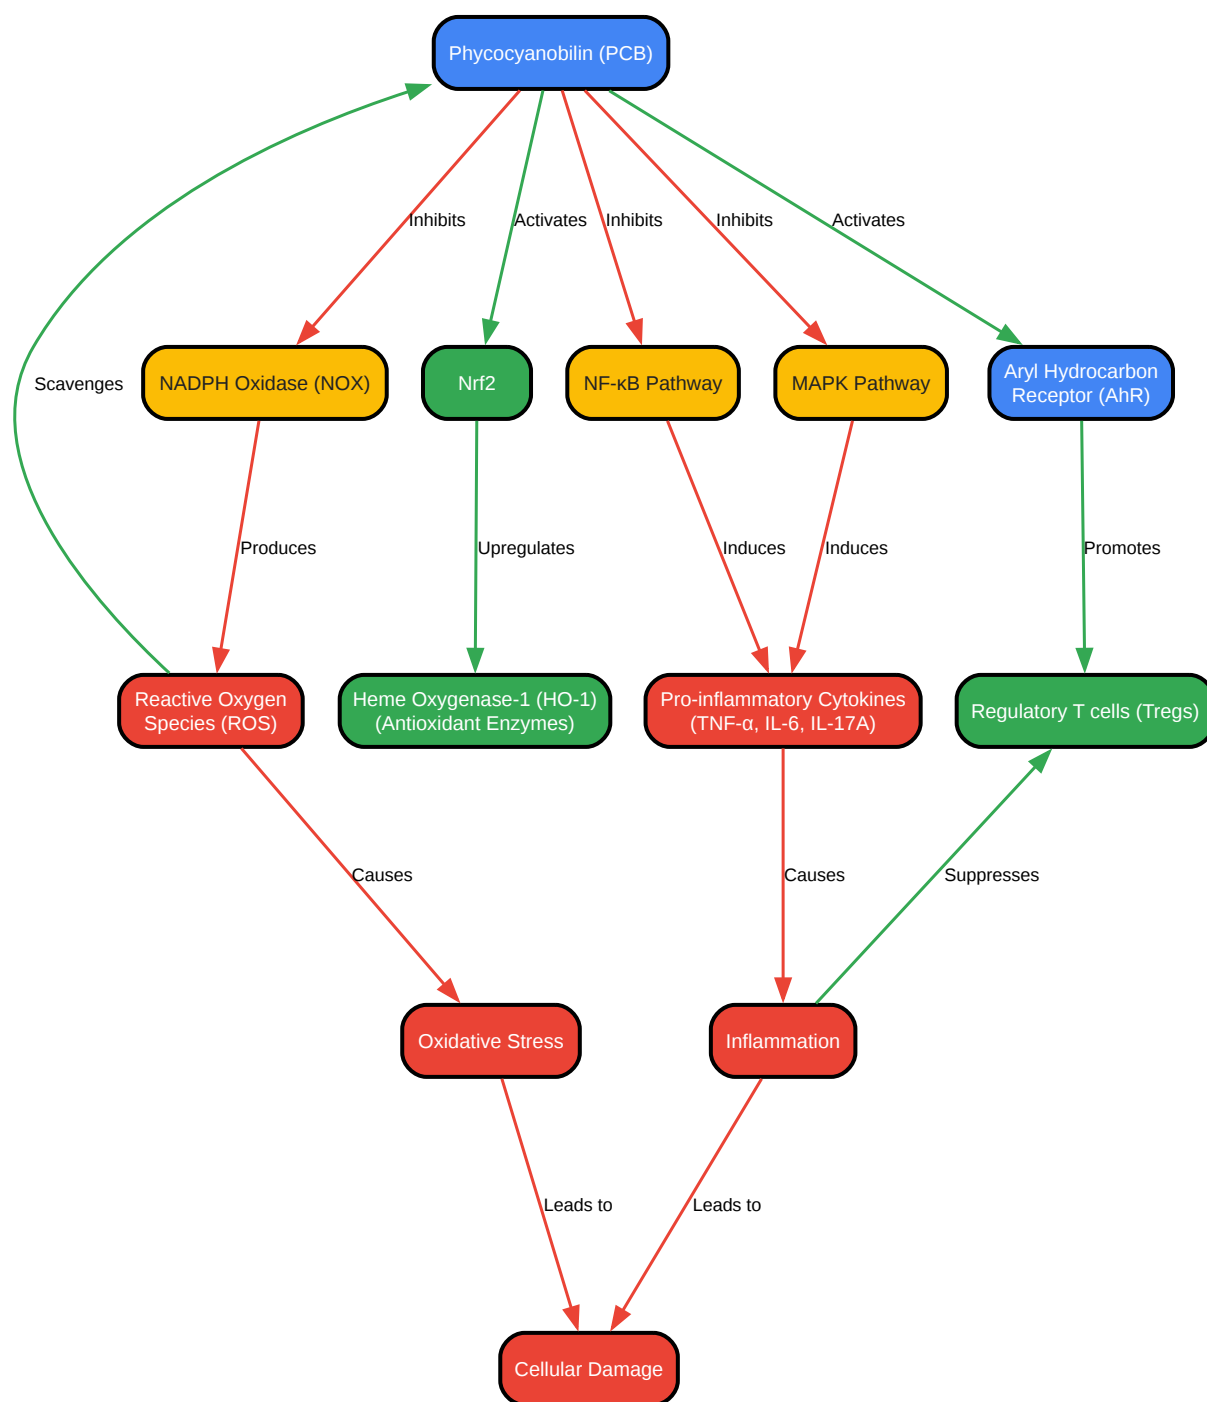 Phycocyanobilin (PCB)
Inhibits
Activates
Inhibits
Inhibits
Activates
Scavenges
NADPH Oxidase (NOX)
Nrf2
NF-κB Pathway
MAPK Pathway
Aryl Hydrocarbon
Receptor (AhR)
Produces
Upregulates
Induces
Induces
Promotes
Reactive Oxygen
Species (ROS)
Heme Oxygenase-1 (HO-1)
(Antioxidant Enzymes)
Pro-inflammatory Cytokines
(TNF-α, IL-6, IL-17A)
Regulatory T cells (Tregs)
Causes
Causes
Suppresses
Oxidative Stress
Inflammation
Leads to
Leads to
Cellular Damage